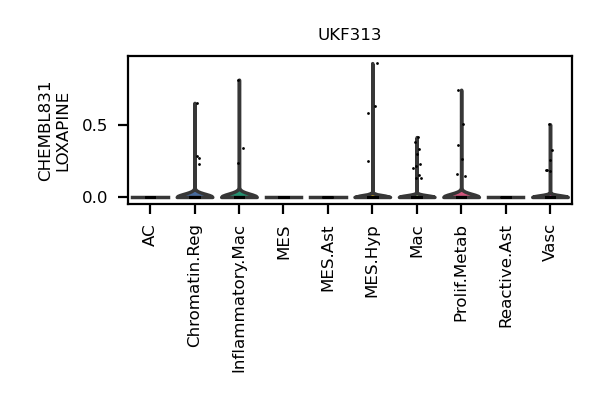 UKF313
CHEMBL831
LOXAPINE
0.5
0.0
AC
Chromatin.Reg
Inflammatory.Mac
MES
MES.Ast
MES.Hyp
Mac
Prolif.Metab
Reactive.Ast
Vasc